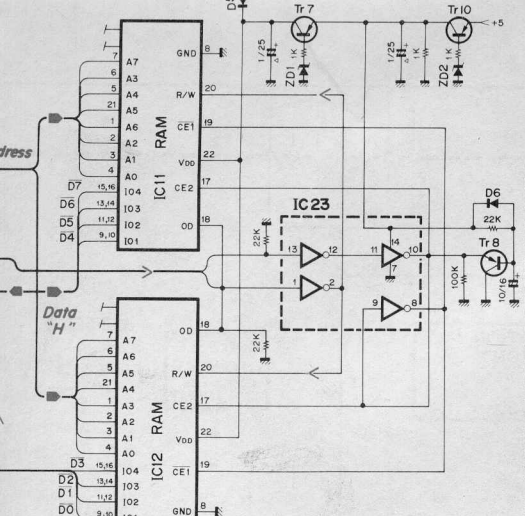 D5
Tr 7
Tr 10
+5
1/25
1K
ZD1
1/25
1K
1K
ZD2
7 A7
6 A3
5 A4
21 A5
1 A6
2 A2
3 A1
4 A0
D7 15,16 IO4
D6 13,14 IO3
D5 11,12 IO2
D4 9,10 IO1
IC11 RAM
GND 8
R/W 20
CE1 19
VDD 22
CE2 17
OD 18
dress
Data
"H"
IC 23
22K
13 12
1 2
11 14 10
7
9 8
D6
22K
Tr 8
100K
10/16
22K
7 A7
6 A6
5 A5
21 A4
1 A3
2 A2
3 A1
4 A0
D3 15,16 IO4
D2 13,14 IO3
D1 11,12 IO2
D0 9,10
IC12 RAM
OD 18
R/W 20
CE2 17
VDD 22
CE1 19
GND 8